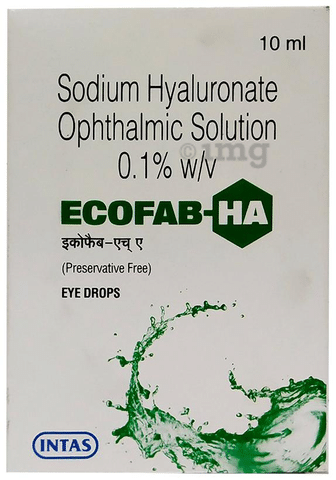 10 ml
Sodium Hyaluronate
Ophthalmic Solution
0.1% w/v
ECOFAB-HA
इकोफैब-एच् ए
(Preservative Free)
EYE DROPS
INTAS